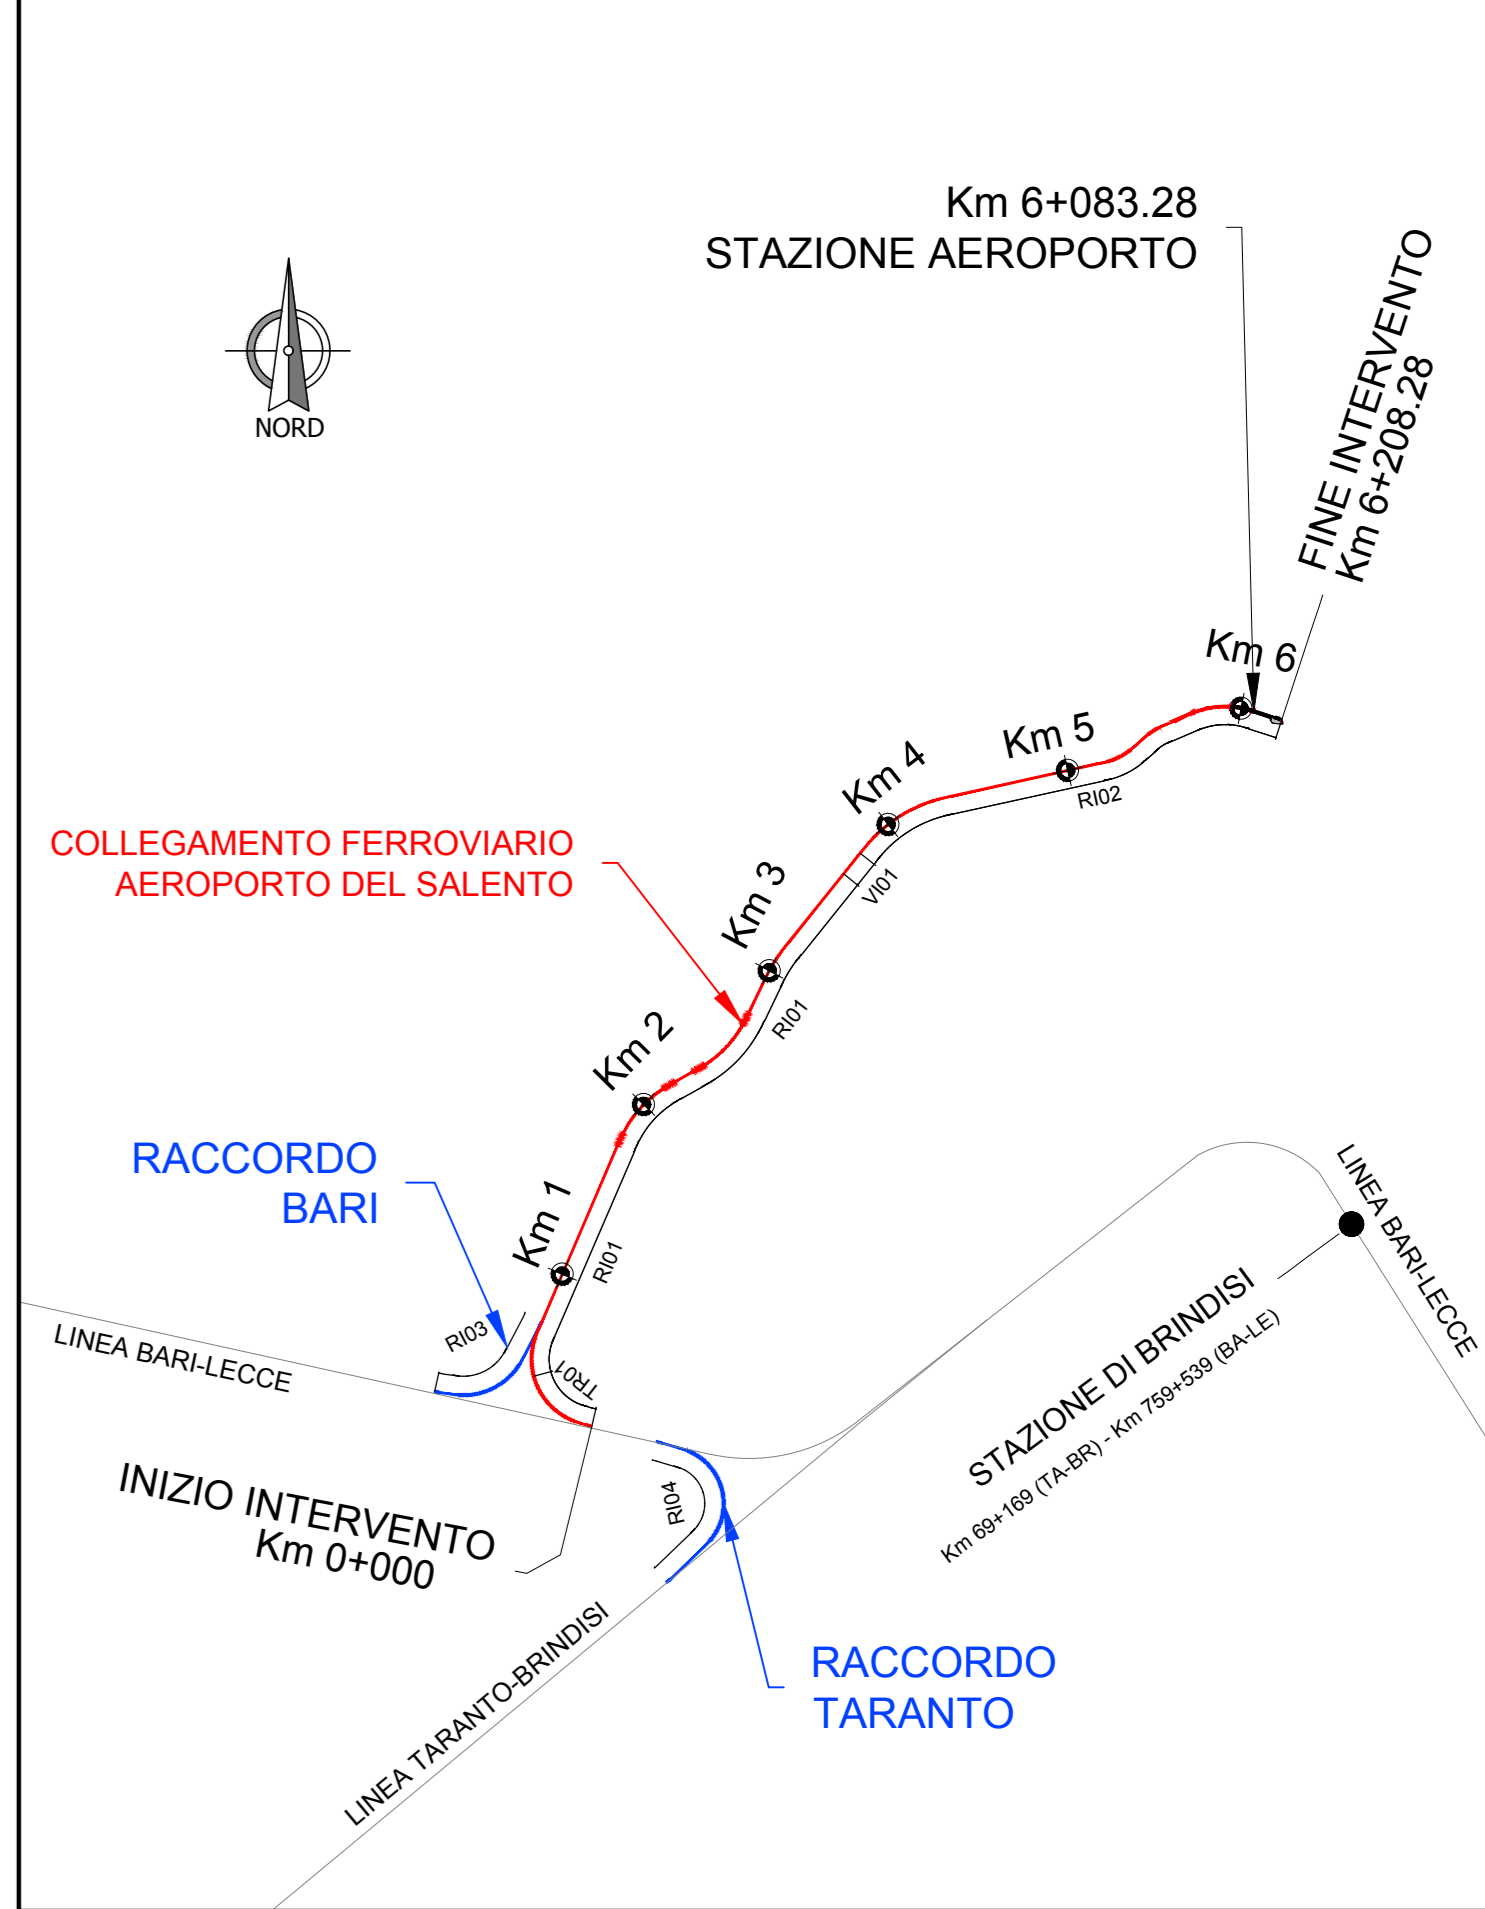 Km 6+083.28
STAZIONE AEROPORTO
FINE INTERVENTO
Km 6+208.28
NORD
Km 6
Km 5
Km 4
RI02
COLLEGAMENTO FERROVIARIO
AEROPORTO DEL SALENTO
Km 3
VI01
RI01
Km 2
RACCORDO
BARI
Km 1
RI01
LINEA BARI-LECCE
RI03
LINEA BARI-LECCE
TR01
STAZIONE DI BRINDISI
Km 69+169 (TA-BR) - Km 759+539 (BA-LE)
INIZIO INTERVENTO
Km 0+000
RI04
LINEA TARANTO-BRINDISI
RACCORDO
TARANTO